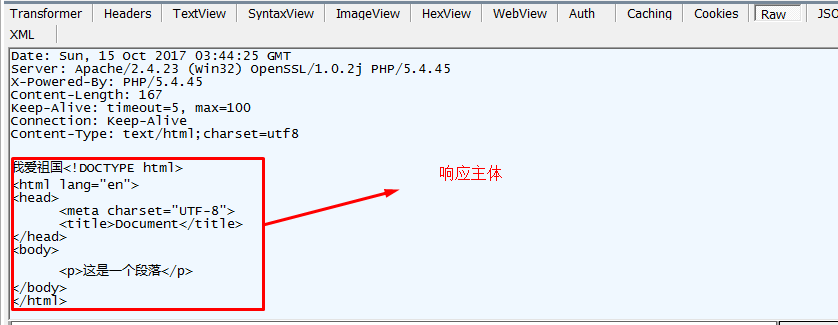 Transformer Headers TextView SyntaxView ImageView HexView WebView Auth Caching Cookies Raw JSO
XML
Date: Sun, 15 Oct 2017 03:44:25 GMT
Server: Apache/2.4.23 (Win32) OpenSSL/1.0.2j PHP/5.4.45
X-Powered-By: PHP/5.4.45
Content-Length: 167
Keep-Alive: timeout=5, max=100
Connection: Keep-Alive
Content-Type: text/html;charset=utf8
我爱祖国<!DOCTYPE html>
响应主体
<html lang="en">
<head>
<meta charset="UTF-8">
<title>Document</title>
</head>
<body>
<p>这是一个段落</p>
</body>
</html>